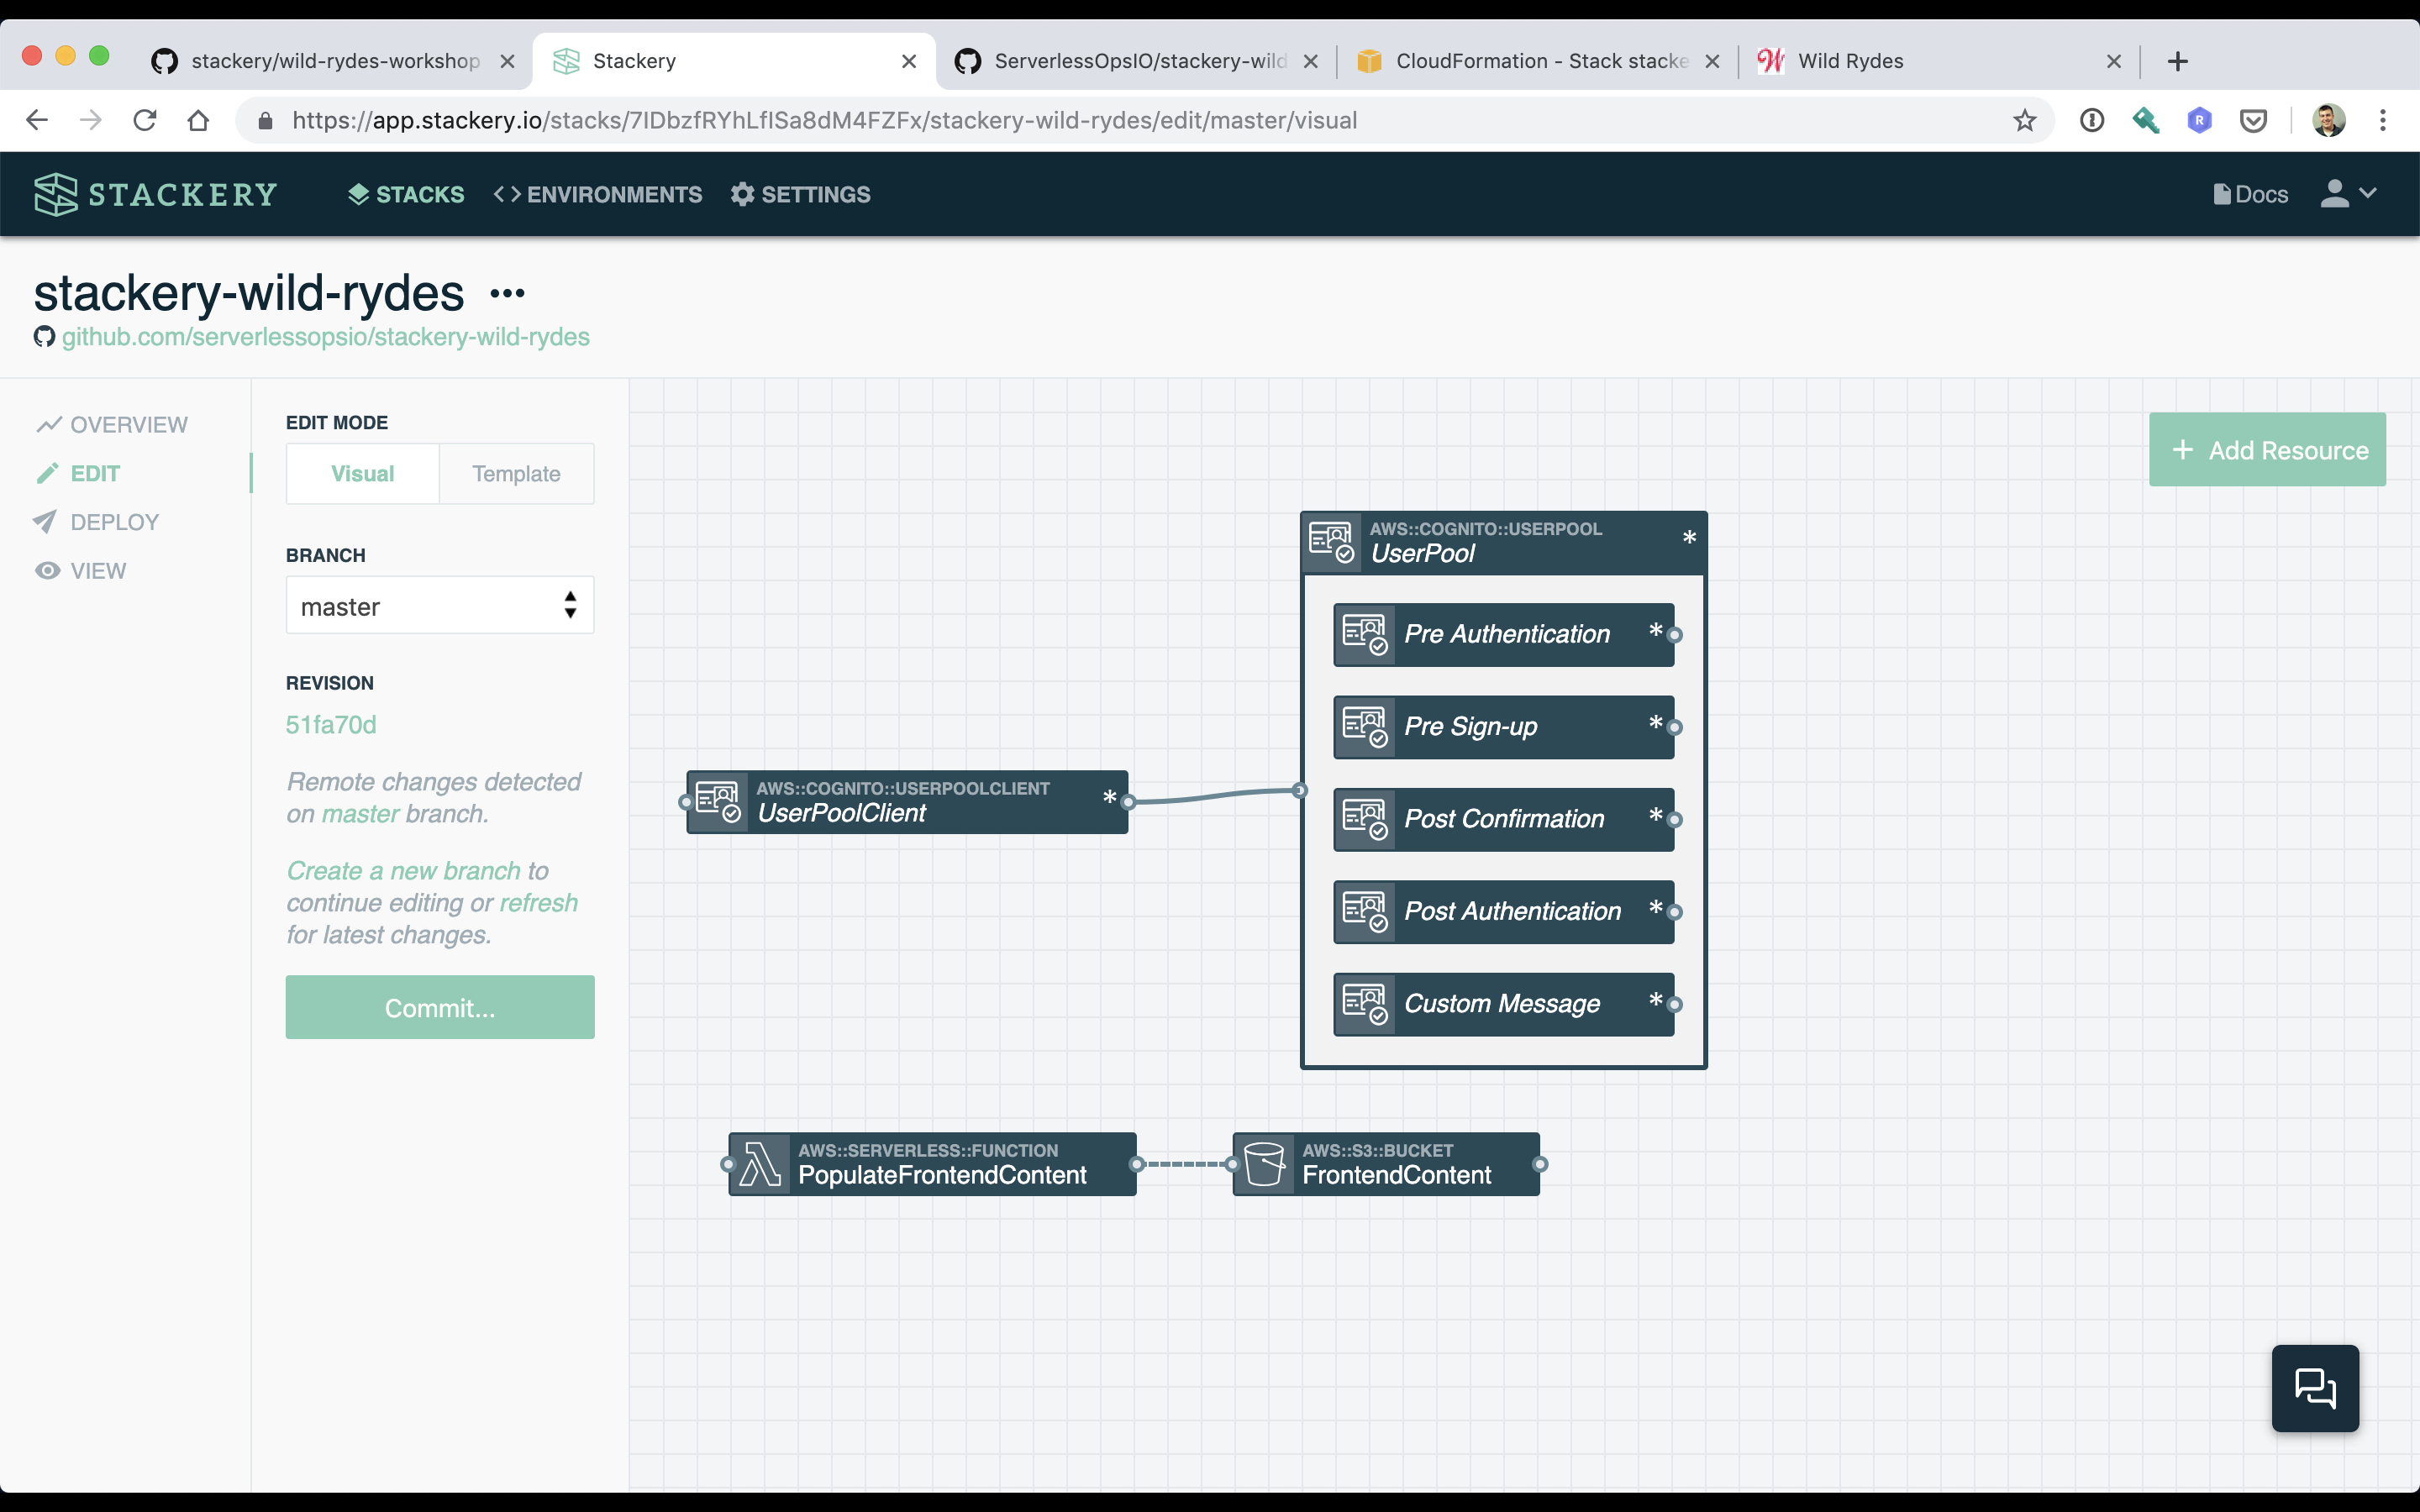 stackery/wild-rydes-workshop
Stackery
ServerlessOpsIO/stackery-wild
CloudFormation - Stack stacke
Wild Rydes
https://app.stackery.io/stacks/7IDbzfRYhLfISa8dM4FZFx/stackery-wild-rydes/edit/master/visual
R
STACKERY
STACKS
ENVIRONMENTS
SETTINGS
Docs
stackery-wild-rydes
github.com/serverlessopsio/stackery-wild-rydes
OVERVIEW
EDIT
DEPLOY
VIEW
EDIT MODE
Visual
Template
BRANCH
master
REVISION
51fa70d
Remote changes detected
on master branch.
Create a new branch to
continue editing or refresh
for latest changes.
Commit...
+ Add Resource
AWS::COGNITO::USERPOOL
UserPool *
Pre Authentication *
Pre Sign-up *
Post Confirmation *
Post Authentication *
Custom Message *
AWS::COGNITO::USERPOOLCLIENT
UserPoolClient *
AWS::SERVERLESS::FUNCTION
PopulateFrontendContent
AWS::S3::BUCKET
FrontendContent